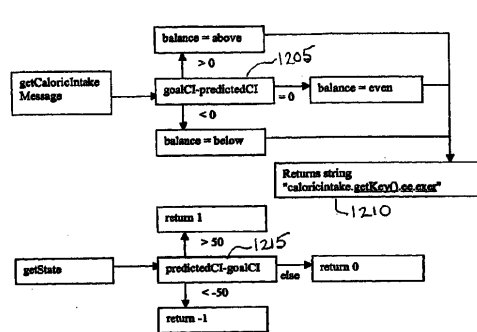 balance = above
> 0
1205
getCaloricIntake
Message
goalCI-predictedCI
= 0
balance = even
< 0
balance = below
Returns string
"caloricintake.getKey().ee.exer"
1210
return 1
> 50
1215
getState
predictedCI-goalCI
else
return 0
< -50
return -1